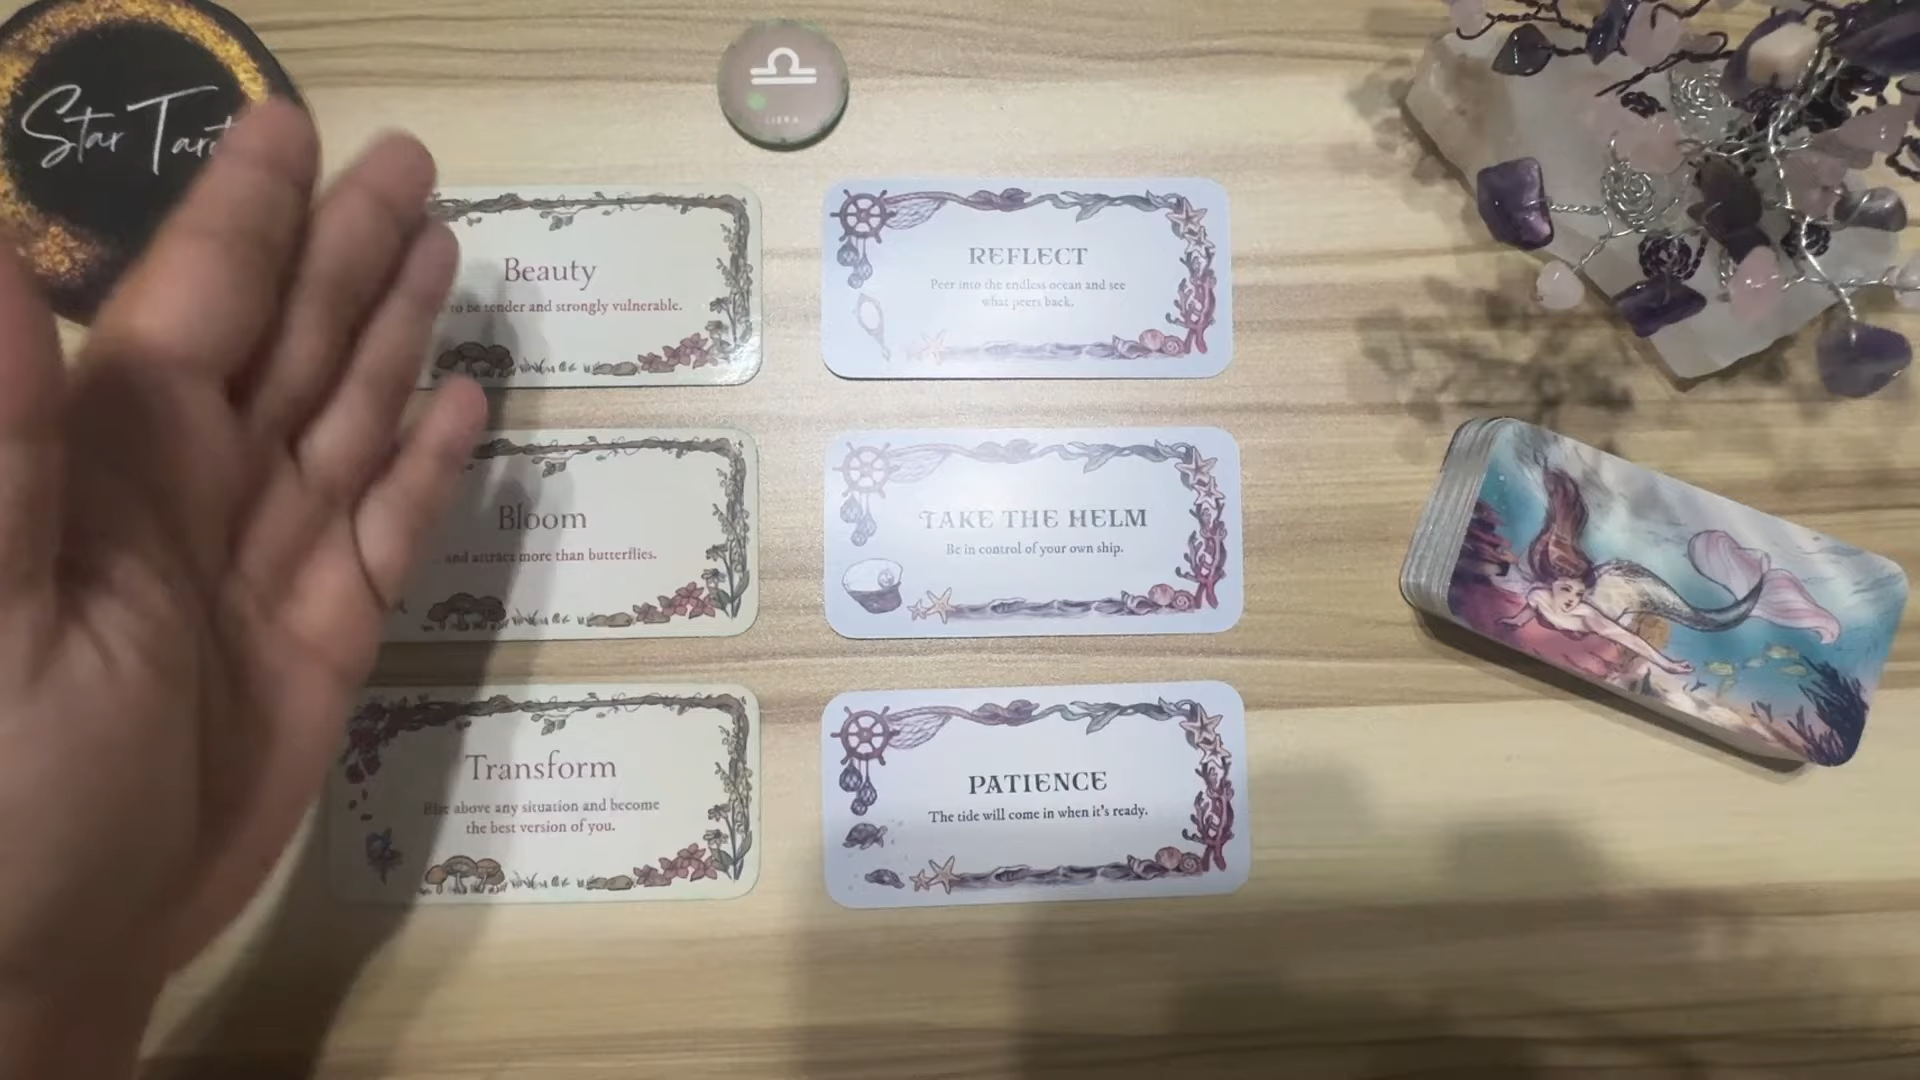 Star Tar
LIBRA
Beauty
to be tender and strongly vulnerable.
REFLECT
Peer into the endless ocean and see
what peers back.
Bloom
and attract more than butterflies.
TAKE THE HELM
Be in control of your own ship.
Transform
Rise above any situation and become
the best version of you.
PATIENCE
The tide will come in when it's ready.